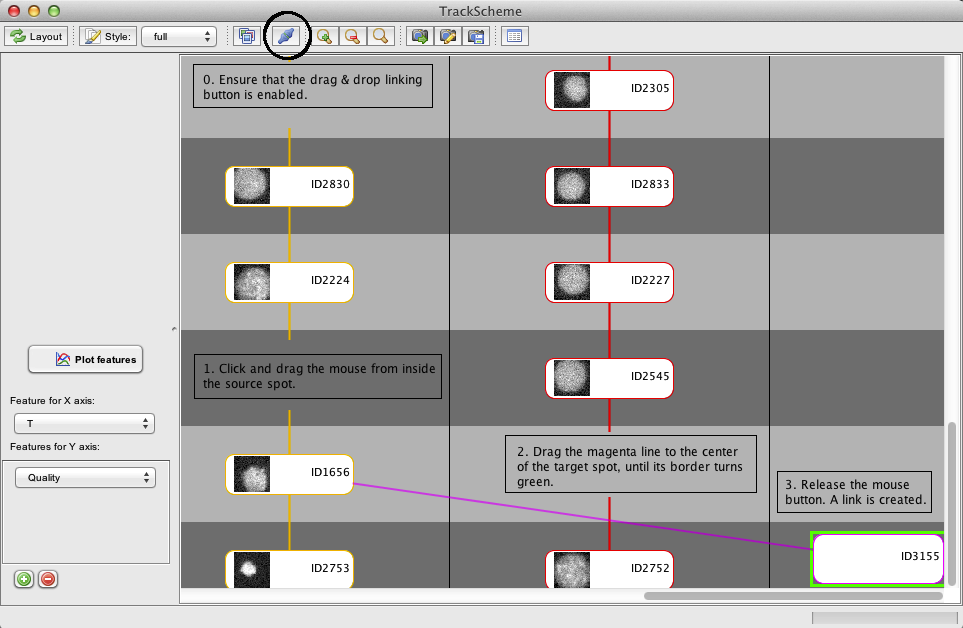 TrackScheme
Layout
Style:
full
0. Ensure that the drag & drop linking
button is enabled.
ID2305
ID2830
ID2833
ID2224
ID2227
Plot features
1. Click and drag the mouse from inside
the source spot.
ID2545
Feature for X axis:
T
Features for Y axis:
Quality
ID1656
2. Drag the magenta line to the center
of the target spot, until its border turns
green.
3. Release the mouse
button. A link is created.
ID3155
ID2753
ID2752